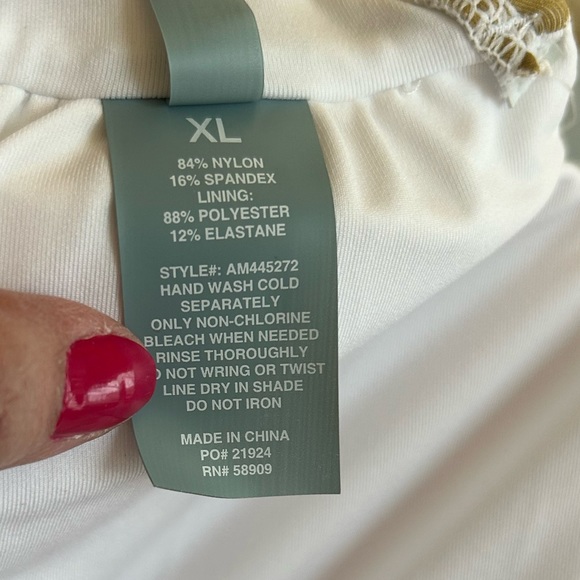 XL
84% NYLON
16% SPANDEX
LINING:
88% POLYESTER
12% ELASTANE
STYLE#: AM445272
HAND WASH COLD
SEPARATELY
ONLY NON-CHLORINE
BLEACH WHEN NEEDED
RINSE THOROUGHLY
NOT WRING OR TWIST
LINE DRY IN SHADE
DO NOT IRON
MADE IN CHINA
PO# 21924
RN# 58909